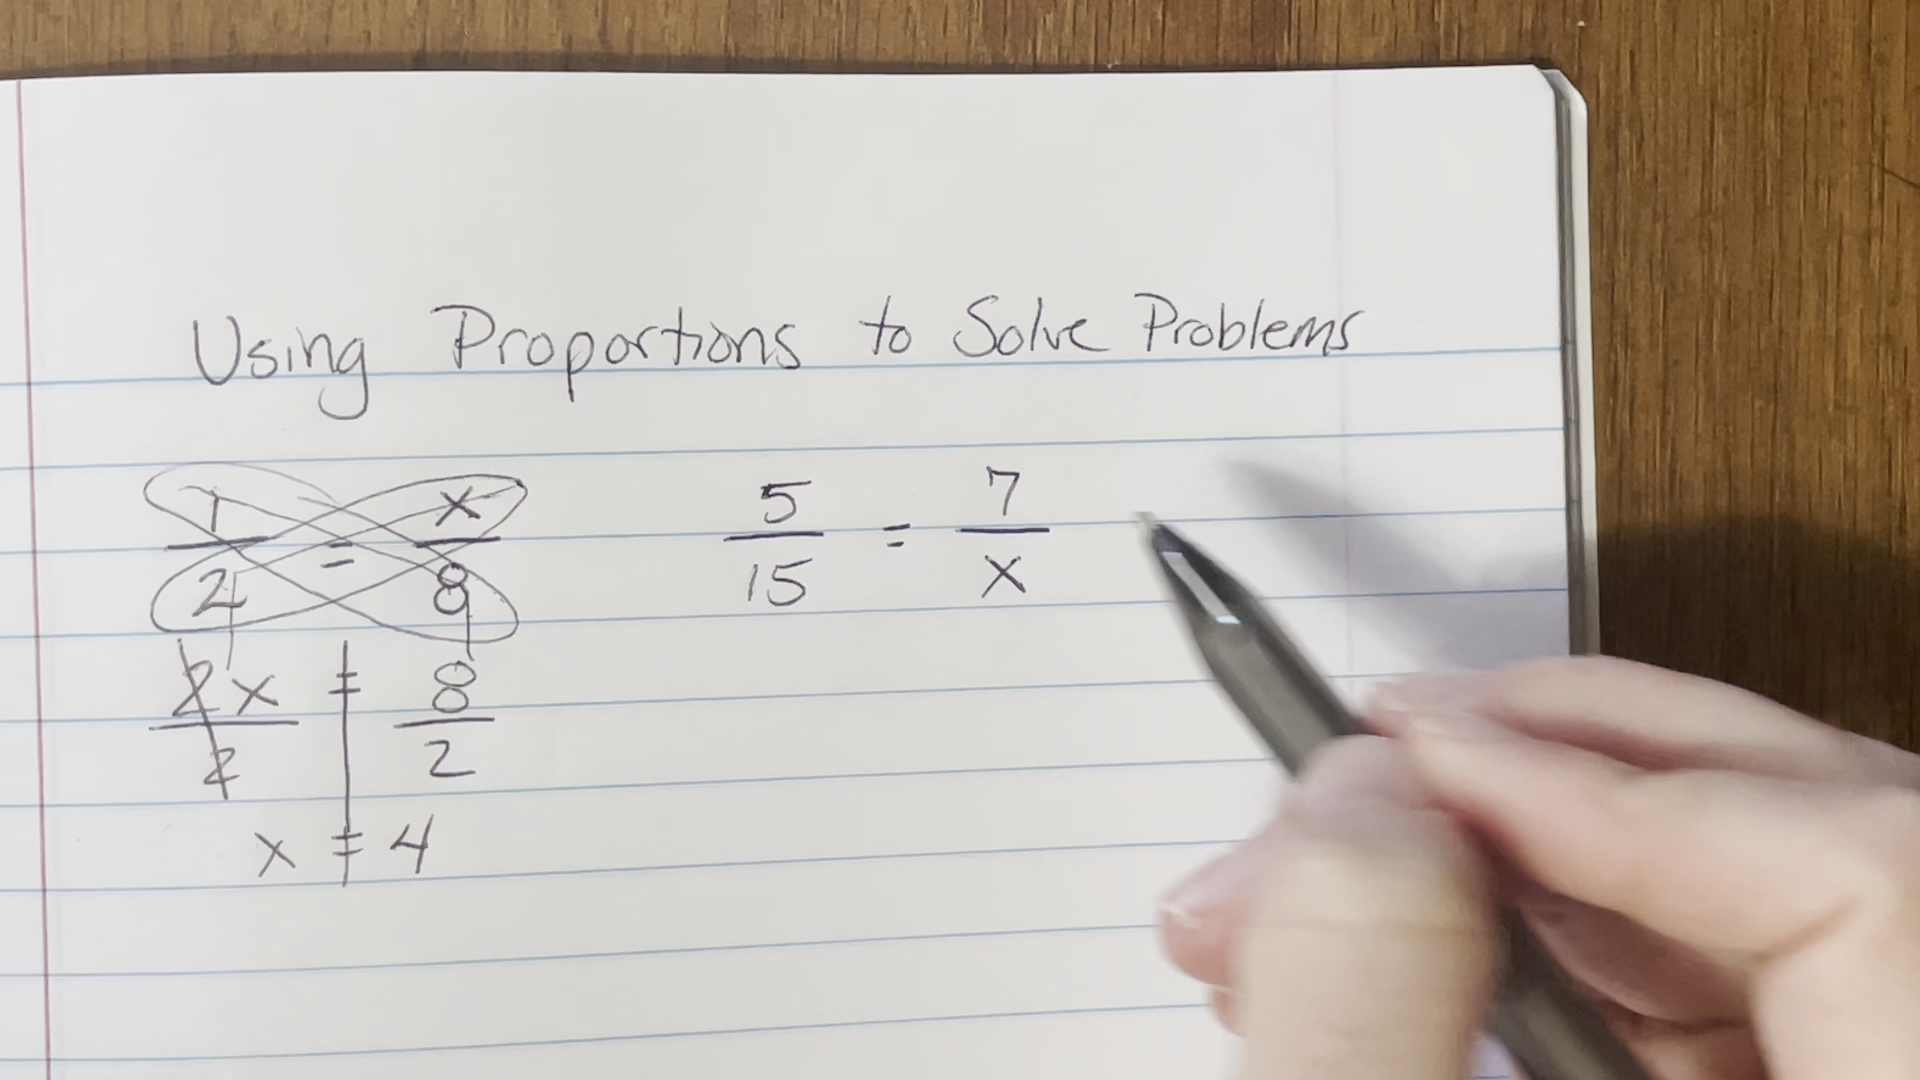 Using Proportions to Solve Problems
1/2 = x/8
2x/2 = 8/2
x = 4
5/15 = 7/x